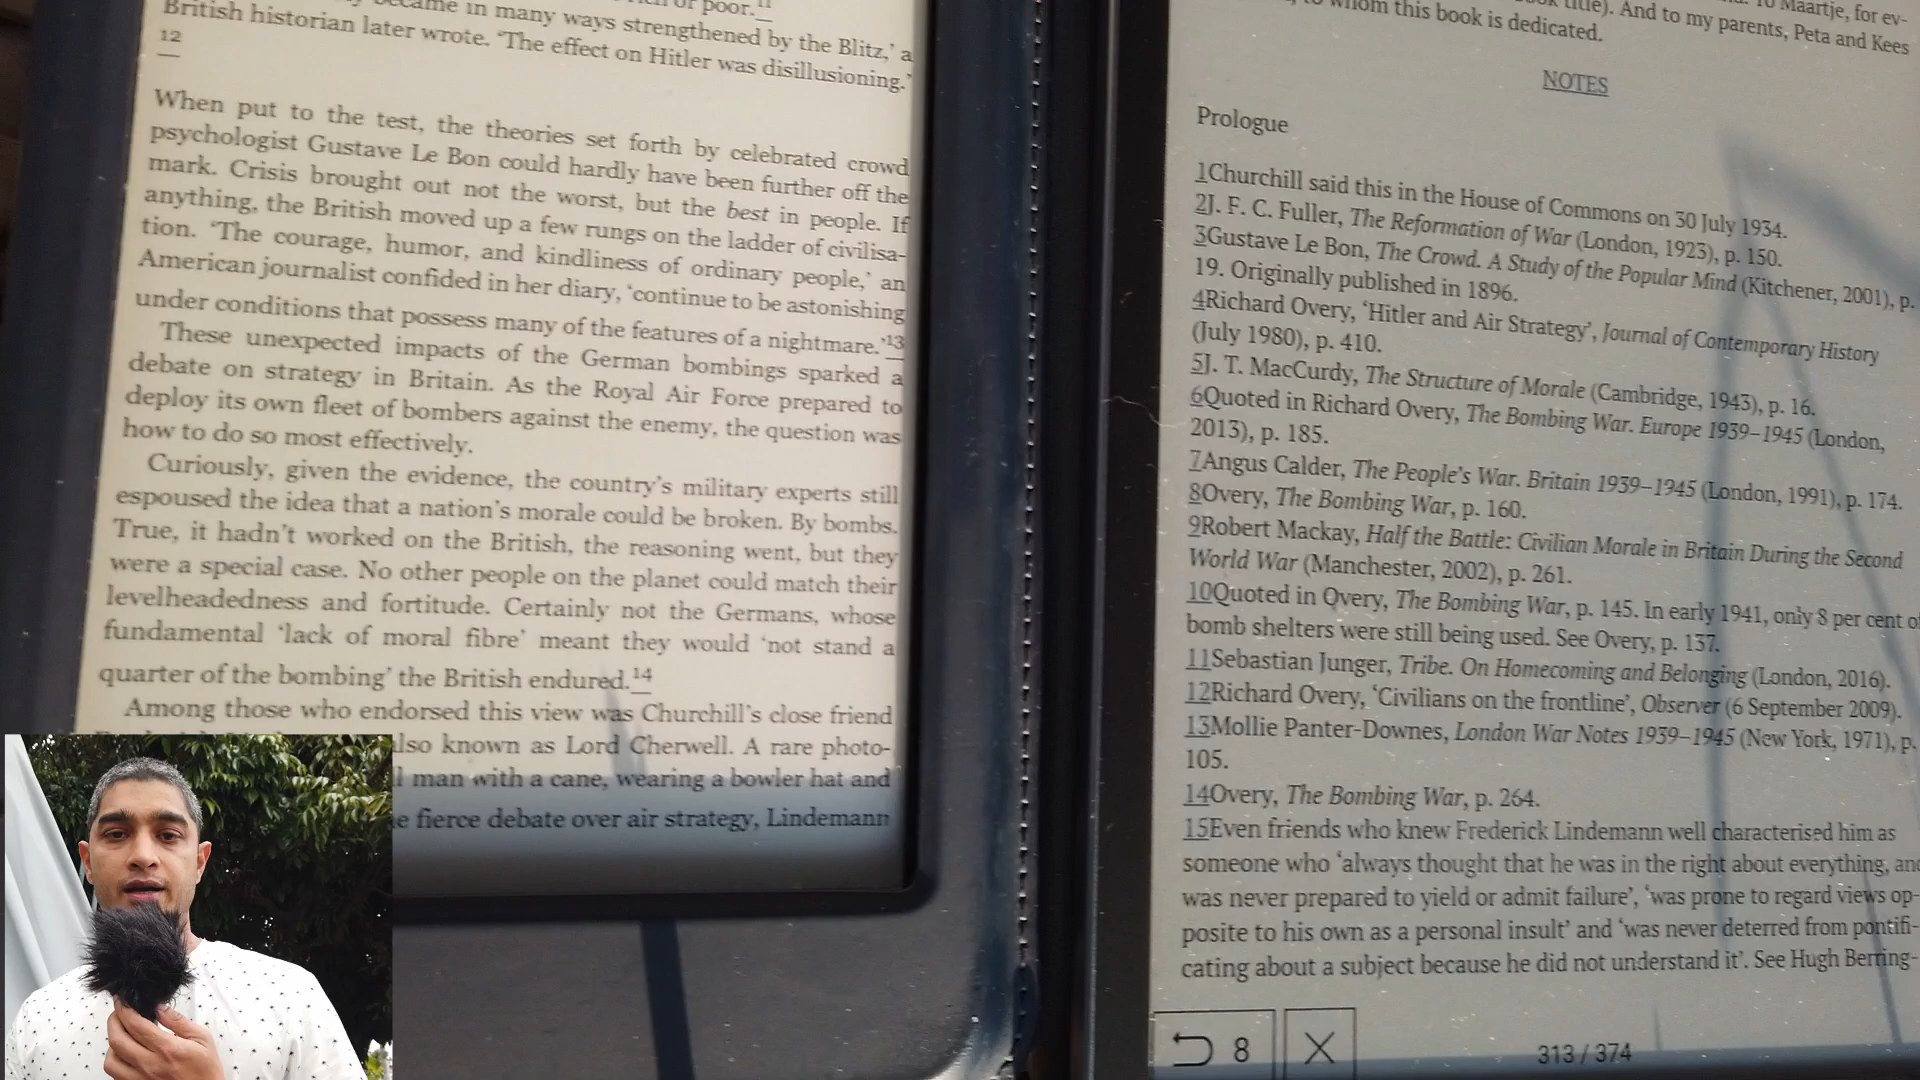 became in many ways strengthened by the Blitz,’ a
British historian later wrote. ‘The effect on Hitler was disillusioning.’
12
When put to the test, the theories set forth by celebrated crowd
psychologist Gustave Le Bon could hardly have been further off the
mark. Crisis brought out not the worst, but the best in people. If
anything, the British moved up a few rungs on the ladder of civilisa-
tion. ‘The courage, humor, and kindliness of ordinary people,’ an
American journalist confided in her diary, ‘continue to be astonishing
under conditions that possess many of the features of a nightmare.’13
These unexpected impacts of the German bombings sparked a
debate on strategy in Britain. As the Royal Air Force prepared to
deploy its own fleet of bombers against the enemy, the question was
how to do so most effectively.
Curiously, given the evidence, the country’s military experts still
espoused the idea that a nation’s morale could be broken. By bombs.
True, it hadn’t worked on the British, the reasoning went, but they
were a special case. No other people on the planet could match their
levelheadedness and fortitude. Certainly not the Germans, whose
fundamental ‘lack of moral fibre’ meant they would ‘not stand a
quarter of the bombing’ the British endured.14
Among those who endorsed this view was Churchill’s close friend
also known as Lord Cherwell. A rare photo-
man with a cane, wearing a bowler hat and
fierce debate over air strategy, Lindemann
Maartje, for ev-
title). And to my parents, Peta and Kees
whom this book is dedicated.
NOTES
Prologue
1Churchill said this in the House of Commons on 30 July 1934.
2J. F. C. Fuller, The Reformation of War (London, 1923), p. 150.
3Gustave Le Bon, The Crowd. A Study of the Popular Mind (Kitchener, 2001), p.
19. Originally published in 1896.
4Richard Overy, ‘Hitler and Air Strategy’, Journal of Contemporary History
(July 1980), p. 410.
5J. T. MacCurdy, The Structure of Morale (Cambridge, 1943), p. 16.
6Quoted in Richard Overy, The Bombing War. Europe 1939–1945 (London,
2013), p. 185.
7Angus Calder, The People’s War. Britain 1939–1945 (London, 1991), p. 174.
8Overy, The Bombing War, p. 160.
9Robert Mackay, Half the Battle: Civilian Morale in Britain During the Second
World War (Manchester, 2002), p. 261.
10Quoted in Overy, The Bombing War, p. 145. In early 1941, only 8 per cent of
bomb shelters were still being used. See Overy, p. 137.
11Sebastian Junger, Tribe. On Homecoming and Belonging (London, 2016).
12Richard Overy, ‘Civilians on the frontline’, Observer (6 September 2009).
13Mollie Panter-Downes, London War Notes 1939–1945 (New York, 1971), p.
105.
14Overy, The Bombing War, p. 264.
15Even friends who knew Frederick Lindemann well characterised him as
someone who ‘always thought that he was in the right about everything, and
was never prepared to yield or admit failure’, ‘was prone to regard views op-
posite to his own as a personal insult’ and ‘was never deterred from pontifi-
cating about a subject because he did not understand it’. See Hugh Berring-
8
313 / 374